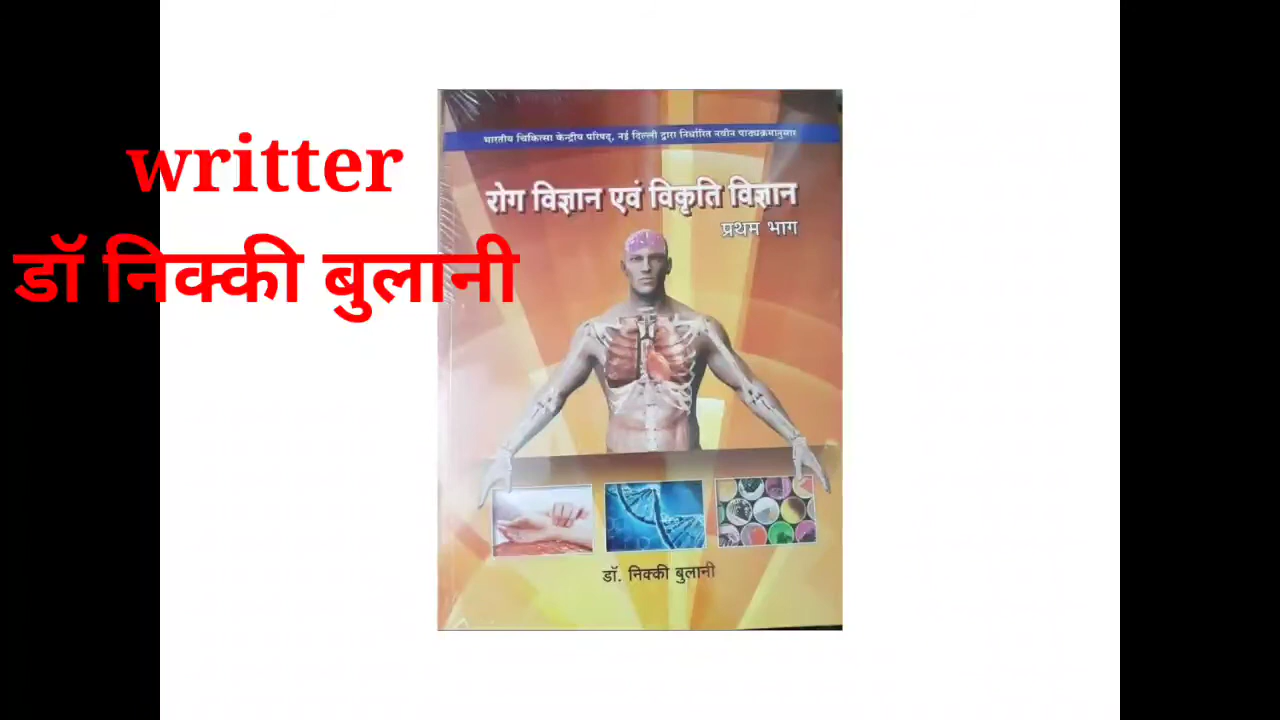 writter
डॉ निक्की बुलानी
भारतीय चिकित्सा केन्द्रीय परिषद्, नई दिल्ली द्वारा निर्धारित नवीन पाठ्यक्रमानुसार
रोग विज्ञान एवं विकृति विज्ञान
प्रथम भाग
डॉ. निक्की बुलानी